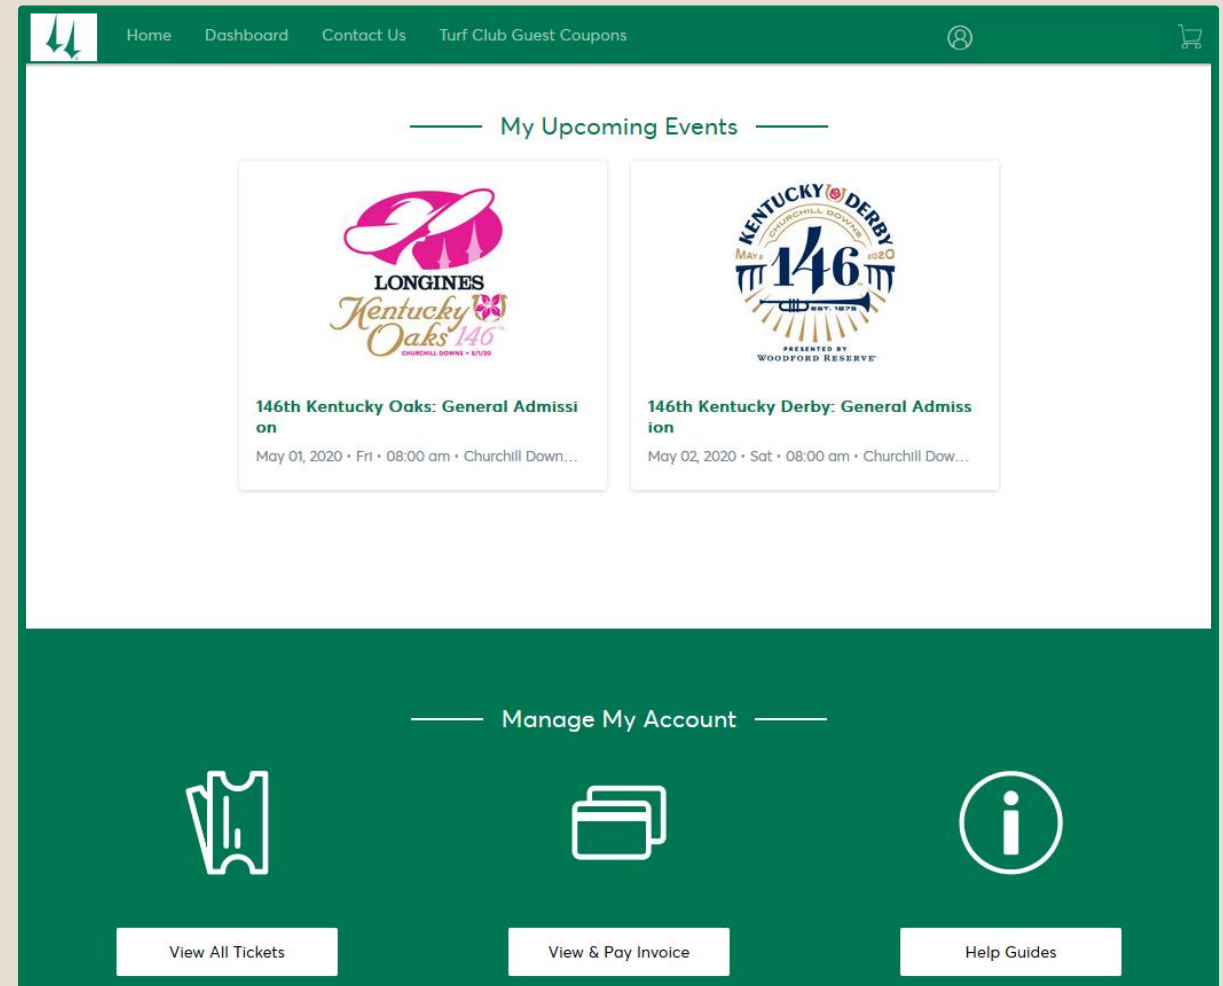 Home Dashboard Contact Us Turf Club Guest Coupons
My Upcoming Events
LONGINES
Kentucky
Oaks 146™
CHURCHILL DOWNS • 5/1/20
146th Kentucky Oaks: General Admissi
on
May 01, 2020 • Fri • 08:00 am • Churchill Down...
KENTUCKY DERBY
CHURCHILL DOWNS
MAY 2 2020
146
EST. 1875
PRESENTED BY
WOODFORD RESERVE
146th Kentucky Derby: General Admiss
ion
May 02, 2020 • Sat • 08:00 am • Churchill Dow...
Manage My Account
View All Tickets
View & Pay Invoice
Help Guides